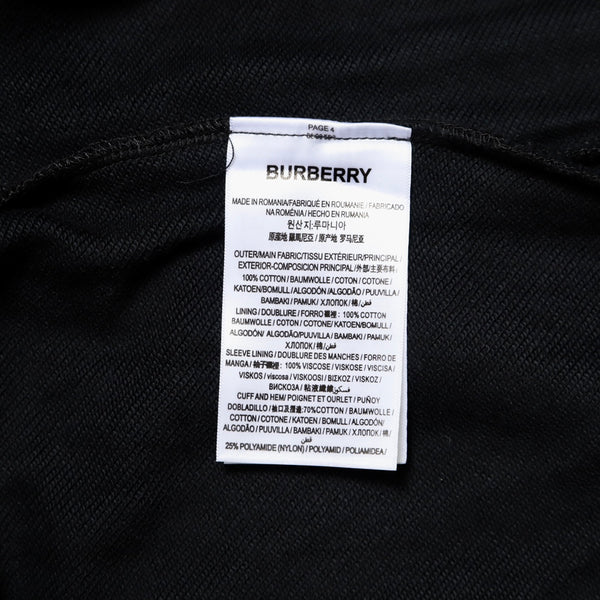 PAGE 4
BURBERRY
MADE IN ROMANIA/FABRIQUÉ EN ROUMANIE / FABRICADO
NA ROMÉNIA / HECHO EN RUMANIA
원산지:루마니아
原產地 羅馬尼亞 / 原产地 罗马尼亚
OUTER/MAIN FABRIC/TISSU EXTÉRIEUR/PRINCIPAL /
EXTERIOR-COMPOSICION PRINCIPAL /外部/主要布料/
100% COTTON / BAUMWOLLE / COTON / COTONE /
KATOEN/BOMULL / ALGODÓN/ALGODÃO / PUUVILLA /
BAMBAKI / PAMUK / ХЛОПОК / 棉/ قطن/
LINING / DOUBLURE / FORRO 襯裡: 100% COTTON /
BAUMWOLLE / COTON / COTONE/ KATOEN/BOMULL /
ALGODÓN/ ALGODÃO/PUUVILLA / BAMBAKI / PAMUK /
ХЛОПОК / 棉/ قطن/
SLEEVE LINING / DOUBLURE DES MANCHES / FORRO DE
MANGA/ 袖子襯裡: 100% VISCOSE / VISKOSE / VISCISA /
VISKOS / viscosa / VISKOOSI / BIZKOZ / VISKOZ /
ВИСКОЗА / 粘液纖維/ فسكوز/
CUFF AND HEM/ POIGNET ET OURLET / PUÑOY
DOBLADILLO / 袖口及擺邊:70%COTTON / BAUMWOLLE /
COTTON / COTONE / KATOEN / BOMULL / ALGODÓN/
ALGODÃO/PUUVILLA / BAMBAKI / PAMUK / ХЛОПОК / 棉/
قطن/
25% POLYAMIDE (NYLON) / POLYAMID / POLIAMIDEA /